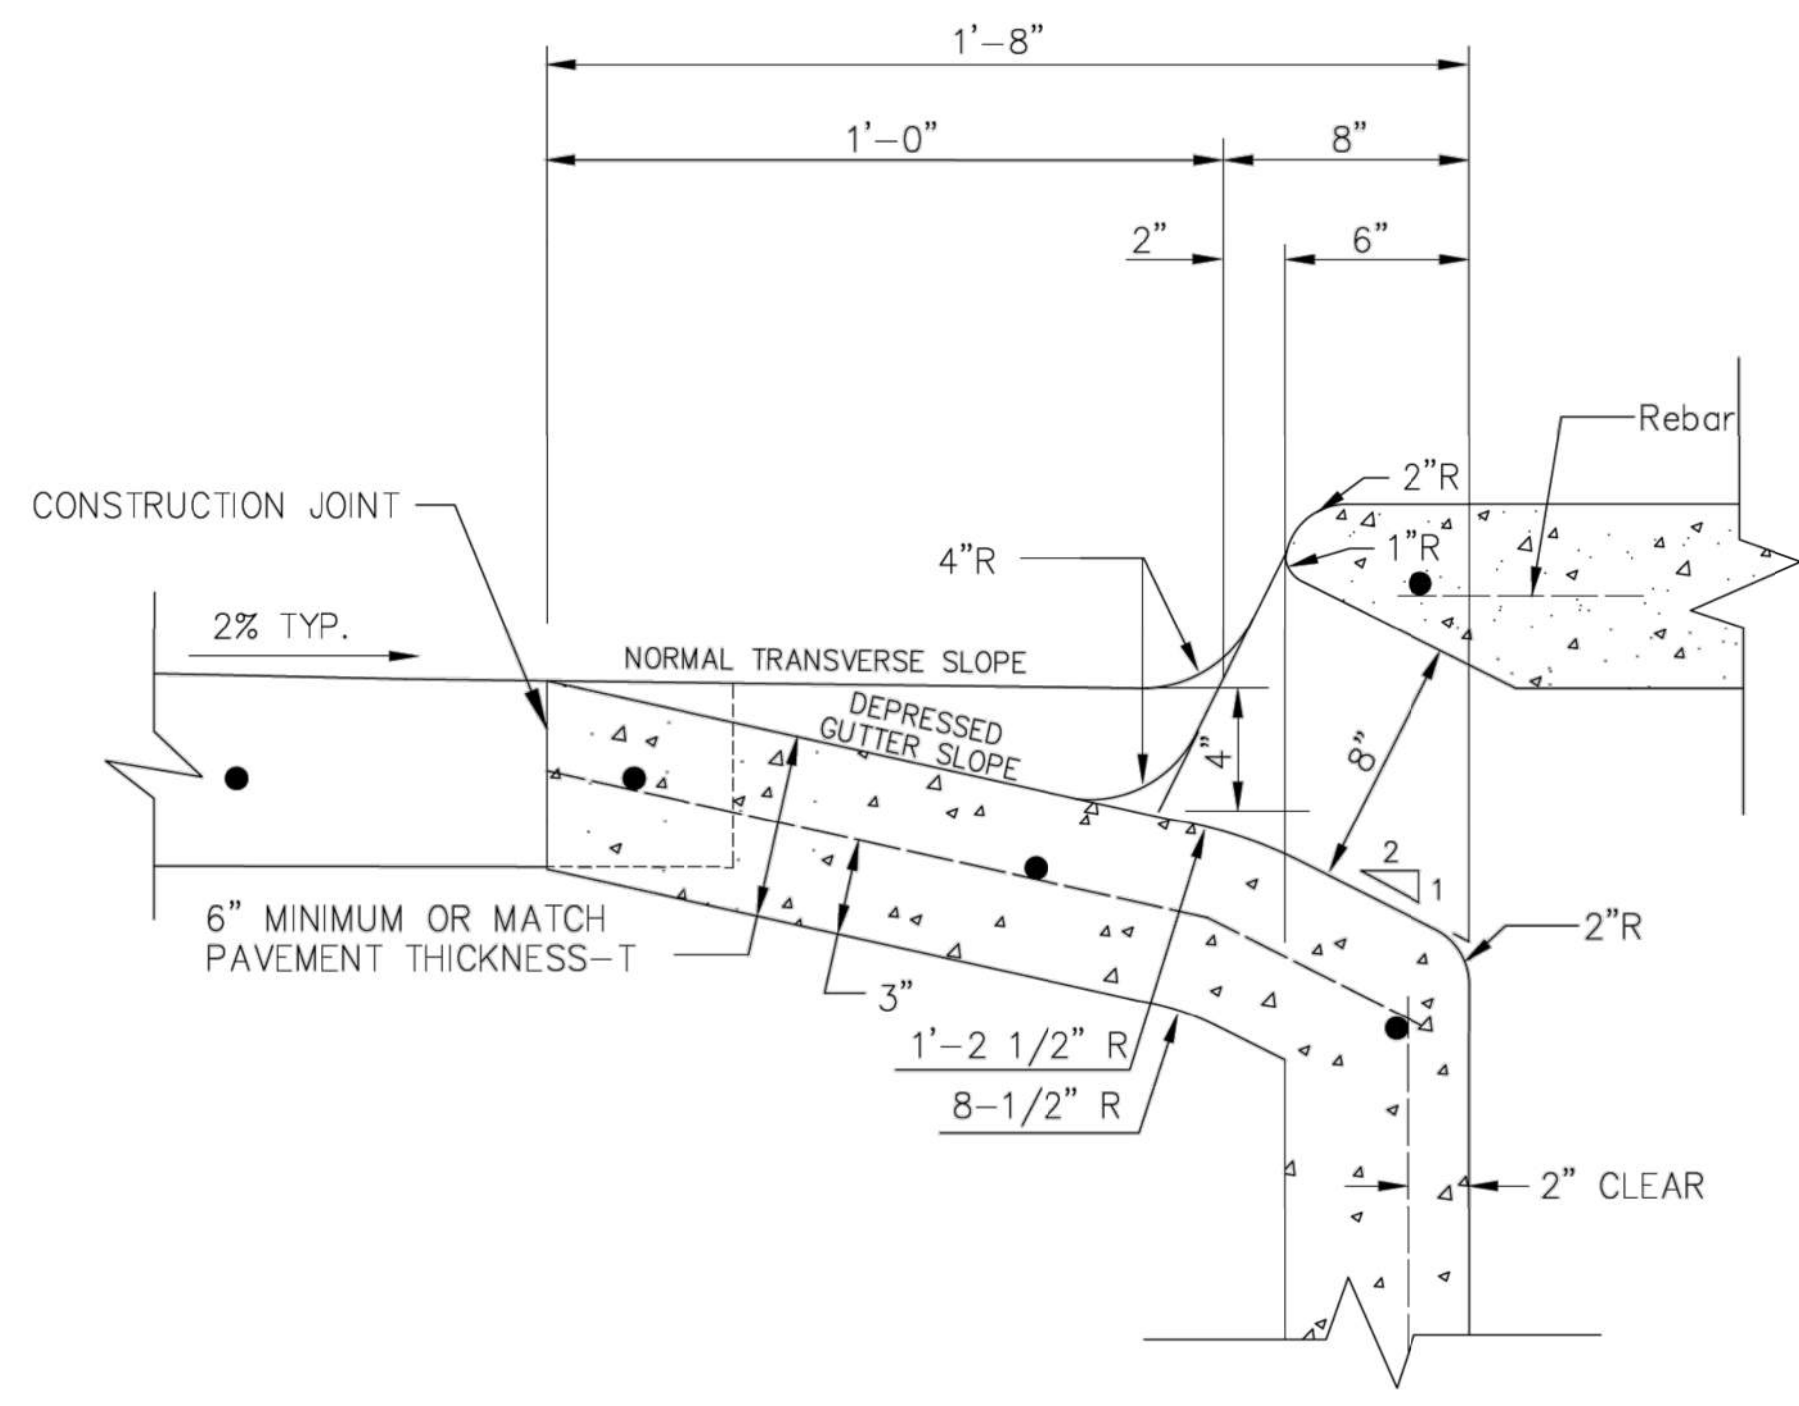 1’-8”
1’-0”
8”
2”
6”
Rebar
2”R
CONSTRUCTION JOINT
1”R
4”R
2% TYP.
NORMAL TRANSVERSE SLOPE
DEPRESSED
GUTTER SLOPE
4”
8”
2
1
6” MINIMUM OR MATCH
PAVEMENT THICKNESS-T
2”R
3”
1’-2 1/2” R
8-1/2” R
2” CLEAR